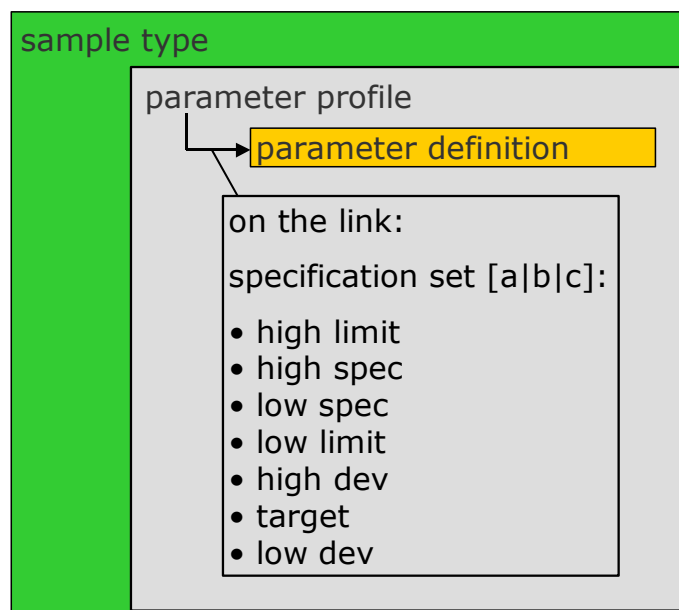 sample type
parameter profile
parameter definition
on the link:
specification set [a|b|c]:
• high limit
• high spec
• low spec
• low limit
• high dev
• target
• low dev